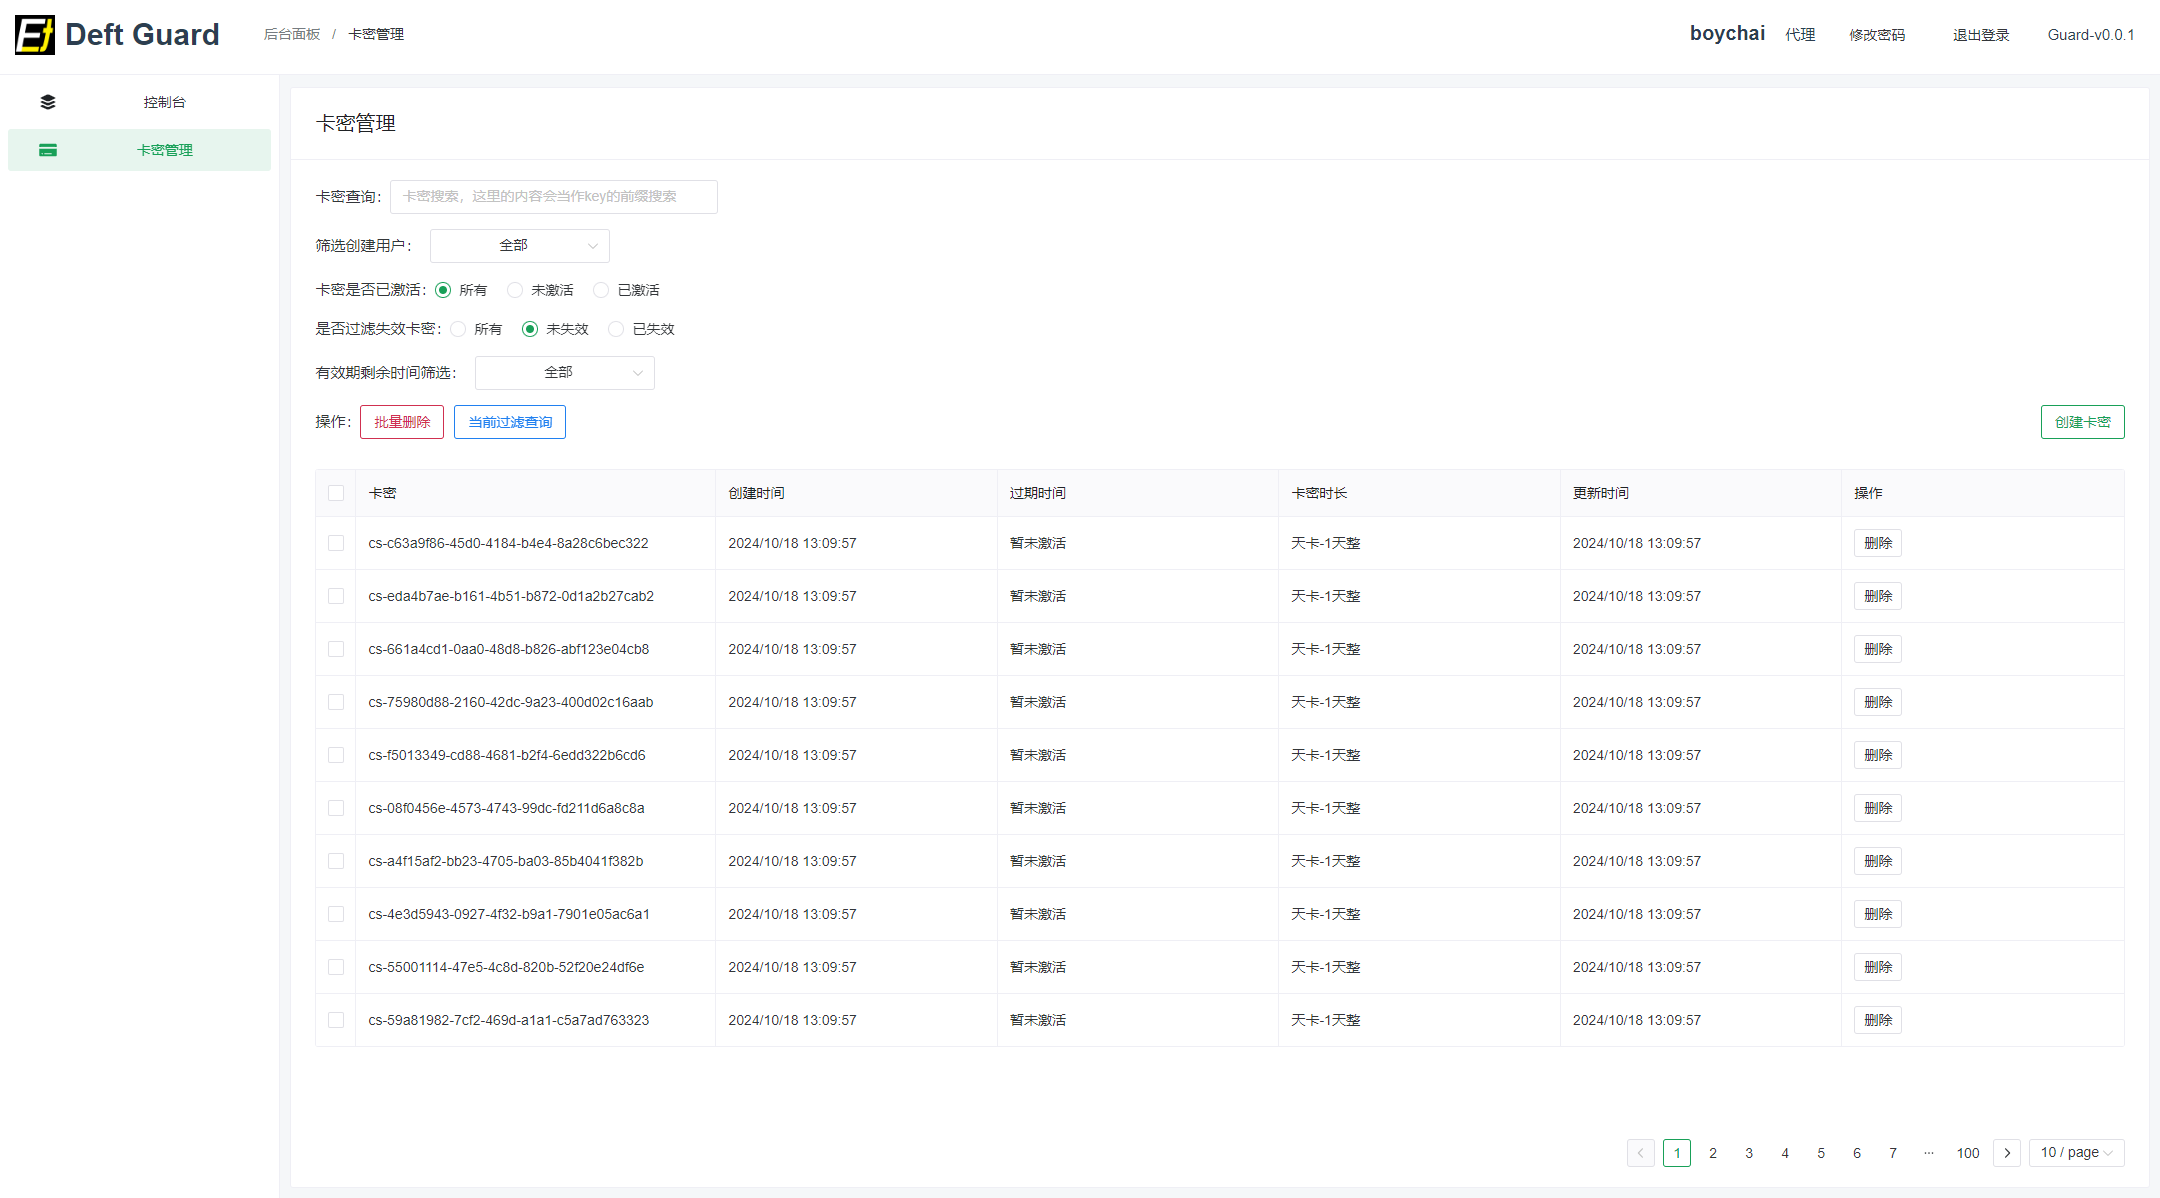 Et Deft Guard 后台面板 / 卡密管理 boychai 代理 修改密码 退出登录 Guard-v0.0.1
控制台
卡密管理
卡密管理
卡密查询: 卡密搜索，这里的内容会当作key的前缀搜索
筛选创建用户: 全部
卡密是否已激活: 所有 未激活 已激活
是否过滤失效卡密: 所有 未失效 已失效
有效期剩余时间筛选: 全部
操作: 批量删除 当前过滤查询 创建卡密
卡密 创建时间 过期时间 卡密时长 更新时间 操作
cs-c63a9f86-45d0-4184-b4e4-8a28c6bec322 2024/10/18 13:09:57 暂未激活 天卡-1天整 2024/10/18 13:09:57 删除
cs-eda4b7ae-b161-4b51-b872-0d1a2b27cab2 2024/10/18 13:09:57 暂未激活 天卡-1天整 2024/10/18 13:09:57 删除
cs-661a4cd1-0aa0-48d8-b826-abf123e04cb8 2024/10/18 13:09:57 暂未激活 天卡-1天整 2024/10/18 13:09:57 删除
cs-75980d88-2160-42dc-9a23-400d02c16aab 2024/10/18 13:09:57 暂未激活 天卡-1天整 2024/10/18 13:09:57 删除
cs-f5013349-cd88-4681-b2f4-6edd322b6cd6 2024/10/18 13:09:57 暂未激活 天卡-1天整 2024/10/18 13:09:57 删除
cs-08f0456e-4573-4743-99dc-fd211d6a8c8a 2024/10/18 13:09:57 暂未激活 天卡-1天整 2024/10/18 13:09:57 删除
cs-a4f15af2-bb23-4705-ba03-85b4041f382b 2024/10/18 13:09:57 暂未激活 天卡-1天整 2024/10/18 13:09:57 删除
cs-4e3d5943-0927-4f32-b9a1-7901e05ac6a1 2024/10/18 13:09:57 暂未激活 天卡-1天整 2024/10/18 13:09:57 删除
cs-55001114-47e5-4c8d-820b-52f20e24df6e 2024/10/18 13:09:57 暂未激活 天卡-1天整 2024/10/18 13:09:57 删除
cs-59a81982-7cf2-469d-a1a1-c5a7ad763323 2024/10/18 13:09:57 暂未激活 天卡-1天整 2024/10/18 13:09:57 删除
1 2 3 4 5 6 7 ... 100 10 / page